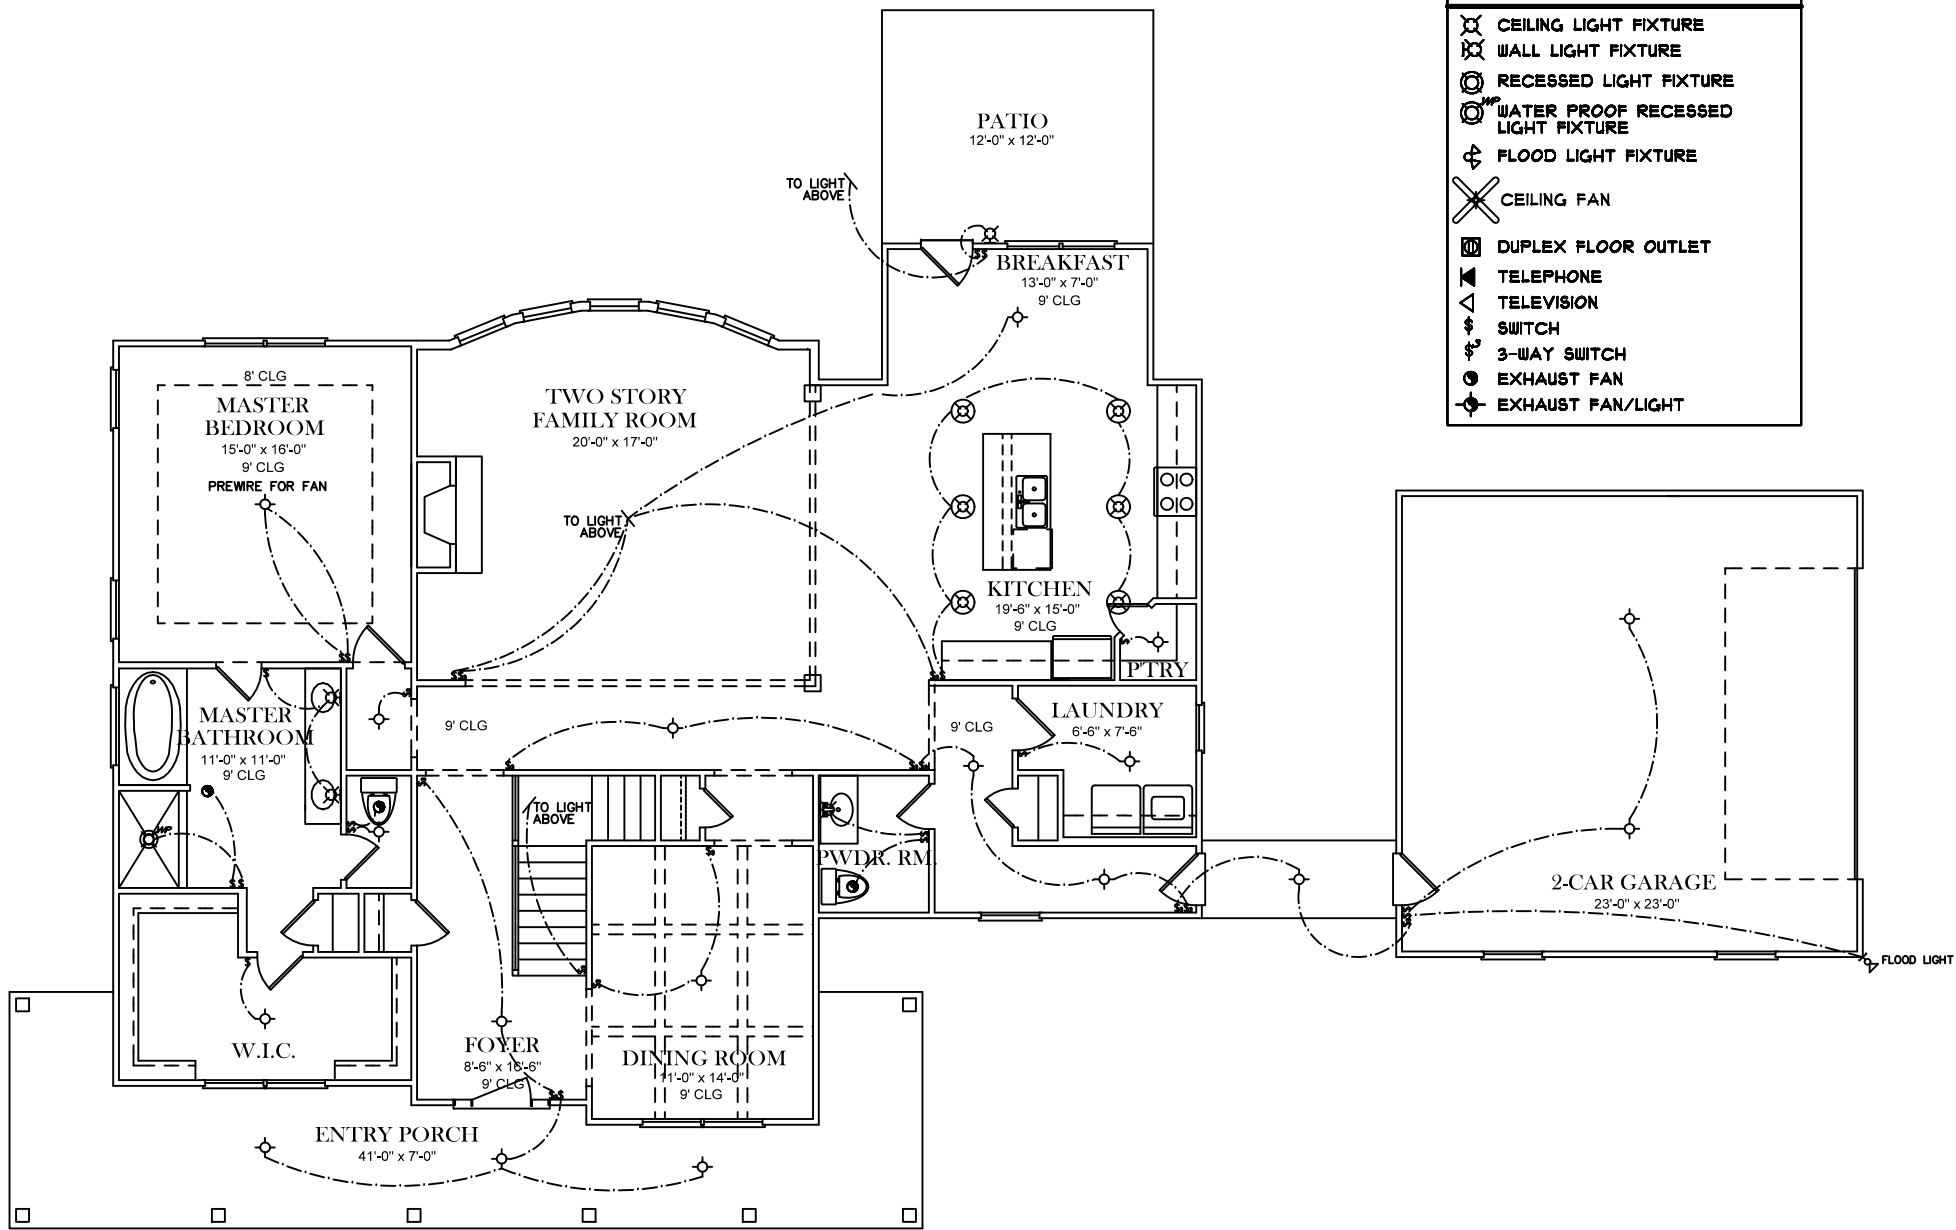 CEILING LIGHT FIXTURE
WALL LIGHT FIXTURE
RECESSED LIGHT FIXTURE
WP
WATER PROOF RECESSED
LIGHT FIXTURE
FLOOD LIGHT FIXTURE
CEILING FAN
DUPLEX FLOOR OUTLET
TELEPHONE
TELEVISION
$ SWITCH
$3 3-WAY SWITCH
EXHAUST FAN
EXHAUST FAN/LIGHT
PATIO
12'-0" x 12'-0"
TO LIGHT
ABOVE
BREAKFAST
13'-0" x 7'-0"
9' CLG
8' CLG
MASTER
BEDROOM
15'-0" x 16'-0"
9' CLG
PREWIRE FOR FAN
TWO STORY
FAMILY ROOM
20'-0" x 17'-0"
TO LIGHT
ABOVE
KITCHEN
19'-6" x 15'-0"
9' CLG
P'TRY
MASTER
BATHROOM
11'-0" x 11'-0"
9' CLG
WP
9' CLG
9' CLG
LAUNDRY
6'-6" x 7'-6"
TO LIGHT
ABOVE
PWDR. RM.
2-CAR GARAGE
23'-0" x 23'-0"
FLOOD LIGHT
W.I.C.
FOYER
8'-6" x 16'-6"
9' CLG
DINING ROOM
11'-0" x 14'-0"
9' CLG
ENTRY PORCH
41'-0" x 7'-0"